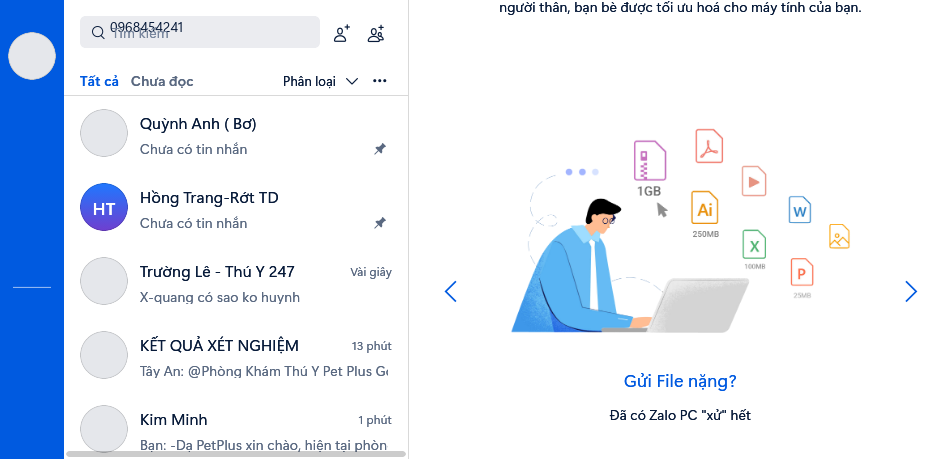 0968454241
Tìm kiếm
Tất cả Chưa đọc Phân loại
Quỳnh Anh ( Bơ)
Chưa có tin nhắn
HT
Hồng Trang-Rớt TD
Chưa có tin nhắn
Trường Lê - Thú Y 247 Vài giây
X-quang có sao ko huynh
KẾT QUẢ XÉT NGHIỆM 13 phút
Tây An: @Phòng Khám Thú Y Pet Plus
Kim Minh 1 phút
Bạn: -Dạ PetPlus xin chào, hiện tại phòn
người thân, bạn bè được tối ưu hoá cho máy tính của bạn.
1GB
Ai
250MB
W
X
100MB
P
25MB
Gửi File nặng?
Đã có Zalo PC "xử" hết